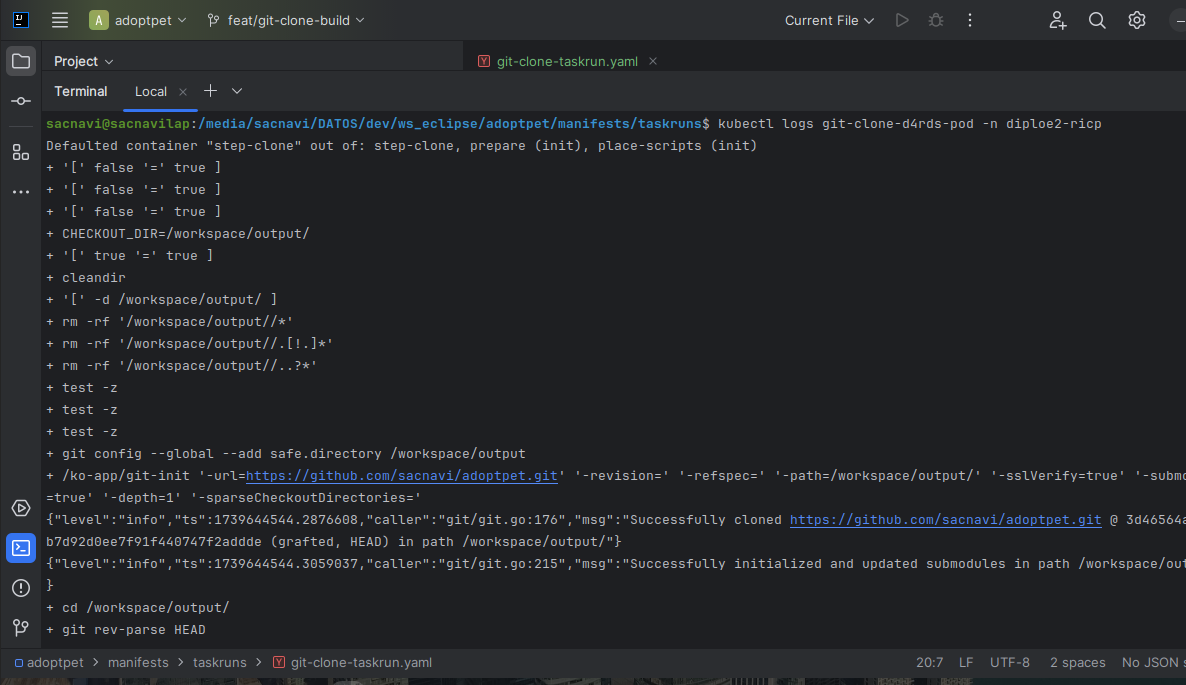 A adoptpet feat/git-clone-build Current File
Project git-clone-taskrun.yaml
Terminal Local
sacnavi@sacnavilap:/media/sacnavi/DATOS/dev/ws_eclipse/adoptpet/manifests/taskruns$ kubectl logs git-clone-d4rds-pod -n diploe2-ricp
Defaulted container "step-clone" out of: step-clone, prepare (init), place-scripts (init)
+ '[' false '=' true ]
+ '[' false '=' true ]
+ '[' false '=' true ]
+ CHECKOUT_DIR=/workspace/output/
+ '[' true '=' true ]
+ cleandir
+ '[' -d /workspace/output/ ]
+ rm -rf '/workspace/output//*'
+ rm -rf '/workspace/output//.[!.]*'
+ rm -rf '/workspace/output//..?*'
+ test -z
+ test -z
+ test -z
+ git config --global --add safe.directory /workspace/output
+ /ko-app/git-init '-url=https://github.com/sacnavi/adoptpet.git' '-revision=' '-refspec=' '-path=/workspace/output/' '-sslVerify=true' '-submo
=true' '-depth=1' '-sparseCheckoutDirectories='
{"level":"info","ts":1739644544.2876608,"caller":"git/git.go:176","msg":"Successfully cloned https://github.com/sacnavi/adoptpet.git @ 3d46564a
b7d92d0ee7f91f440747f2addde (grafted, HEAD) in path /workspace/output/"}
{"level":"info","ts":1739644544.3059037,"caller":"git/git.go:215","msg":"Successfully initialized and updated submodules in path /workspace/out
}
+ cd /workspace/output/
+ git rev-parse HEAD
adoptpet > manifests > taskruns > git-clone-taskrun.yaml 20:7 LF UTF-8 2 spaces No JSON s